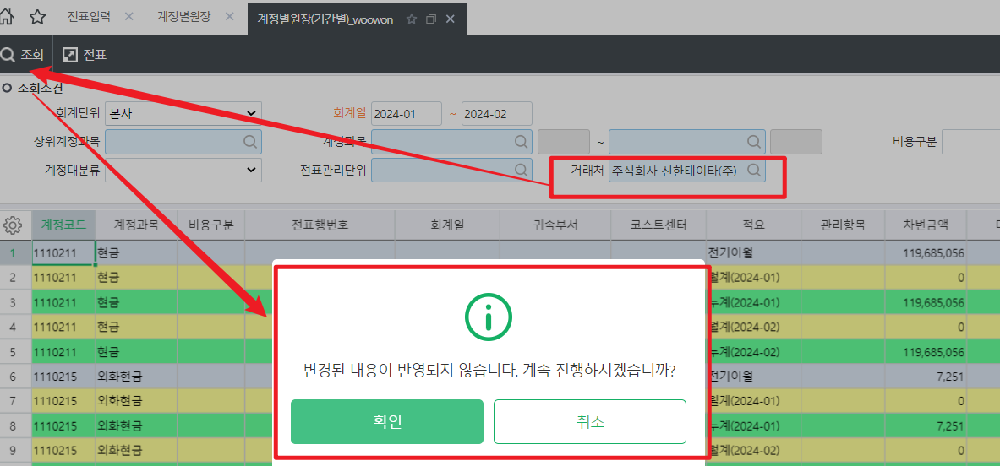 전표입력
계정별원장
계정별원장(기간별)_woowon
조회
전표
조회조건
회계단위 본사 회계일 2024-01 ~ 2024-02
상위계정과목 계정과목 ~ 비용구분
계정대분류 전표관리단위 거래처 주식회사 신한테이타(주)
계정코드 계정과목 비용구분 전표행번호 회계일 귀속부서 코스트센터 적요 관리항목 차변금액
1 1110211 현금 전기이월 119,685,056
2 1110211 현금 월계(2024-01) 0
3 1110211 현금 누계(2024-01) 119,685,056
4 1110211 현금 월계(2024-02) 0
5 1110211 현금 누계(2024-02) 119,685,056
6 1110215 외화현금 전기이월 7,251
7 1110215 외화현금 월계(2024-01) 0
8 1110215 외화현금 누계(2024-01) 7,251
9 1110215 외화현금 월계(2024-02) 0
변경된 내용이 반영되지 않습니다. 계속 진행하시겠습니까?
확인
취소